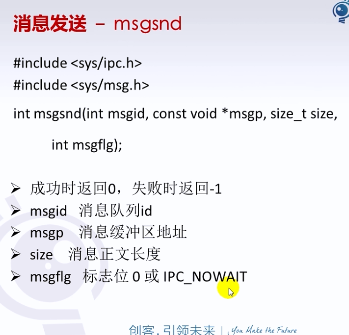 消息发送 – msgsnd
#include <sys/ipc.h>
#include <sys/msg.h>
int msgsnd(int msgid, const void *msgp, size_t size,
int msgflg);
➢ 成功时返回0，失败时返回-1
➢ msgid 消息队列id
➢ msgp 消息缓冲区地址
➢ size 消息正文长度
➢ msgflg 标志位 0 或 IPC_NOWAIT
创客,引领未来 | You Make the Future